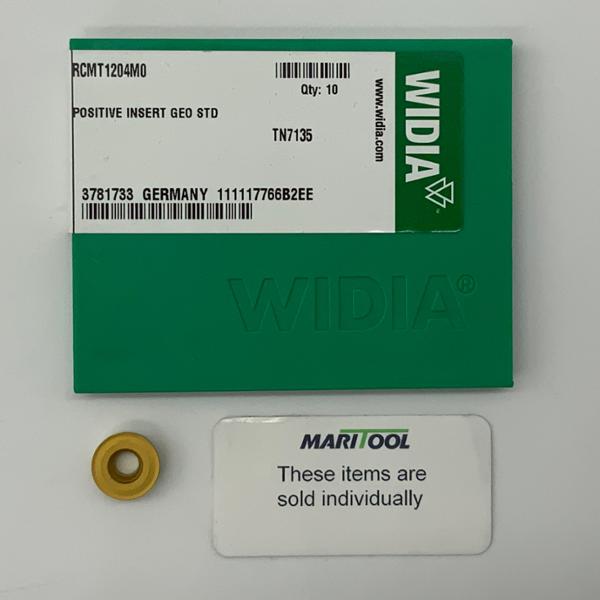 RCMT1204M0
Qty: 10
POSITIVE INSERT GEO STD
TN7135
3781733 GERMANY 111117766B2EE
www.widia.com
WIDIA
WIDIA®
MARITOOL
These items are
sold individually